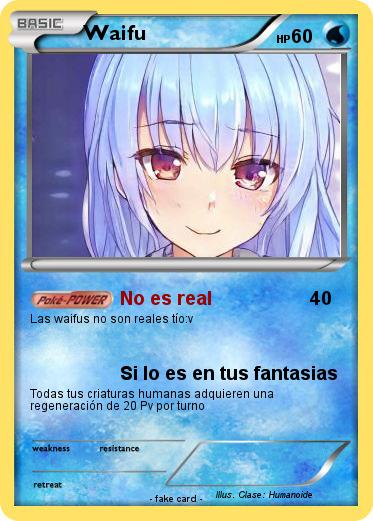 BASIC
Waifu
HP60
Poké-POWER No es real 40
Las waifus no son reales tío:v
Si lo es en tus fantasias
Todas tus criaturas humanas adquieren una
regeneración de 20 Pv por turno
weakness resistance
retreat
- fake card -
Illus. Clase: Humanoide